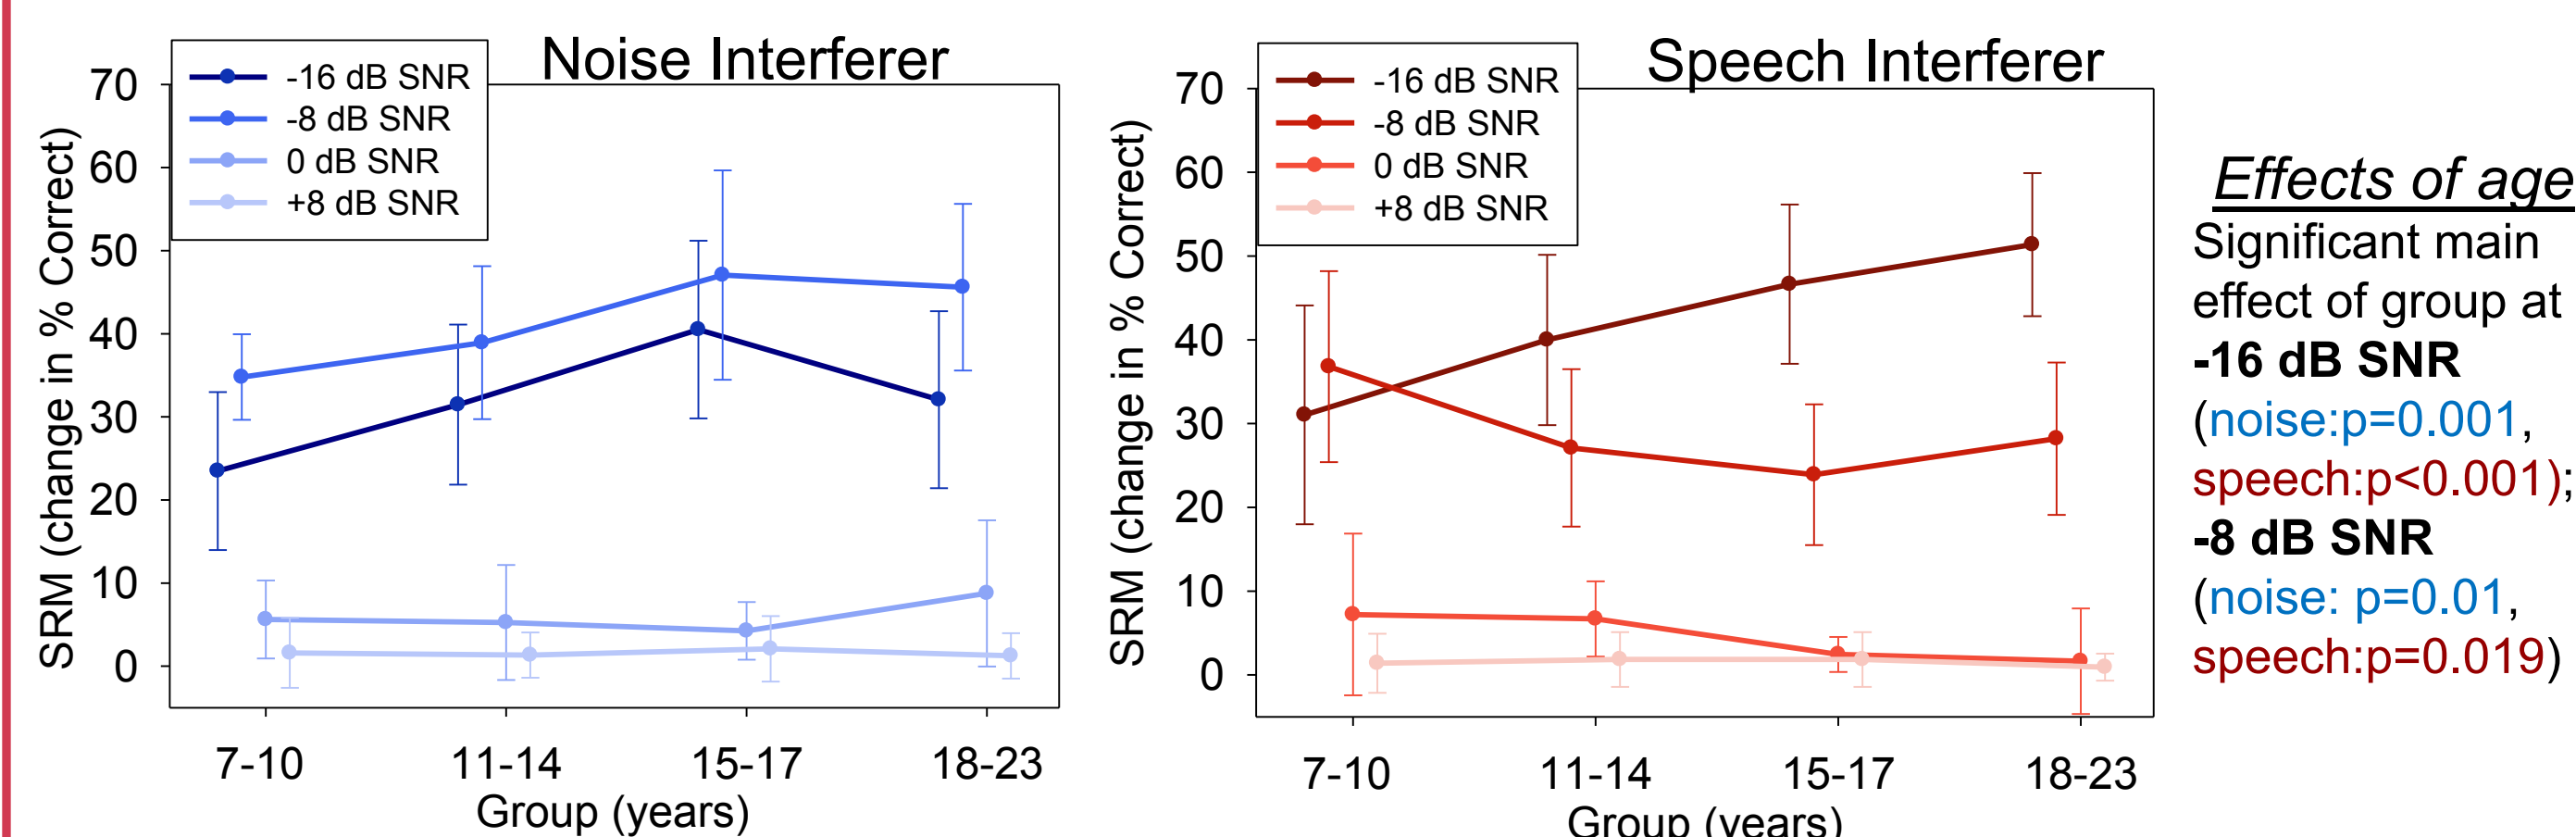 Noise Interferer
-16 dB SNR
-8 dB SNR
0 dB SNR
+8 dB SNR
SRM (change in % Correct)
70
60
50
40
30
20
10
0
7-10 11-14 15-17 18-23
Group (years)
Speech Interferer
-16 dB SNR
-8 dB SNR
0 dB SNR
+8 dB SNR
SRM (change in % Correct)
70
60
50
40
30
20
10
0
7-10 11-14 15-17 18-23
Group (years)
Effects of age
Significant main
effect of group at
-16 dB SNR
(noise:p=0.001,
speech:p<0.001);
-8 dB SNR
(noise: p=0.01,
speech:p=0.019)